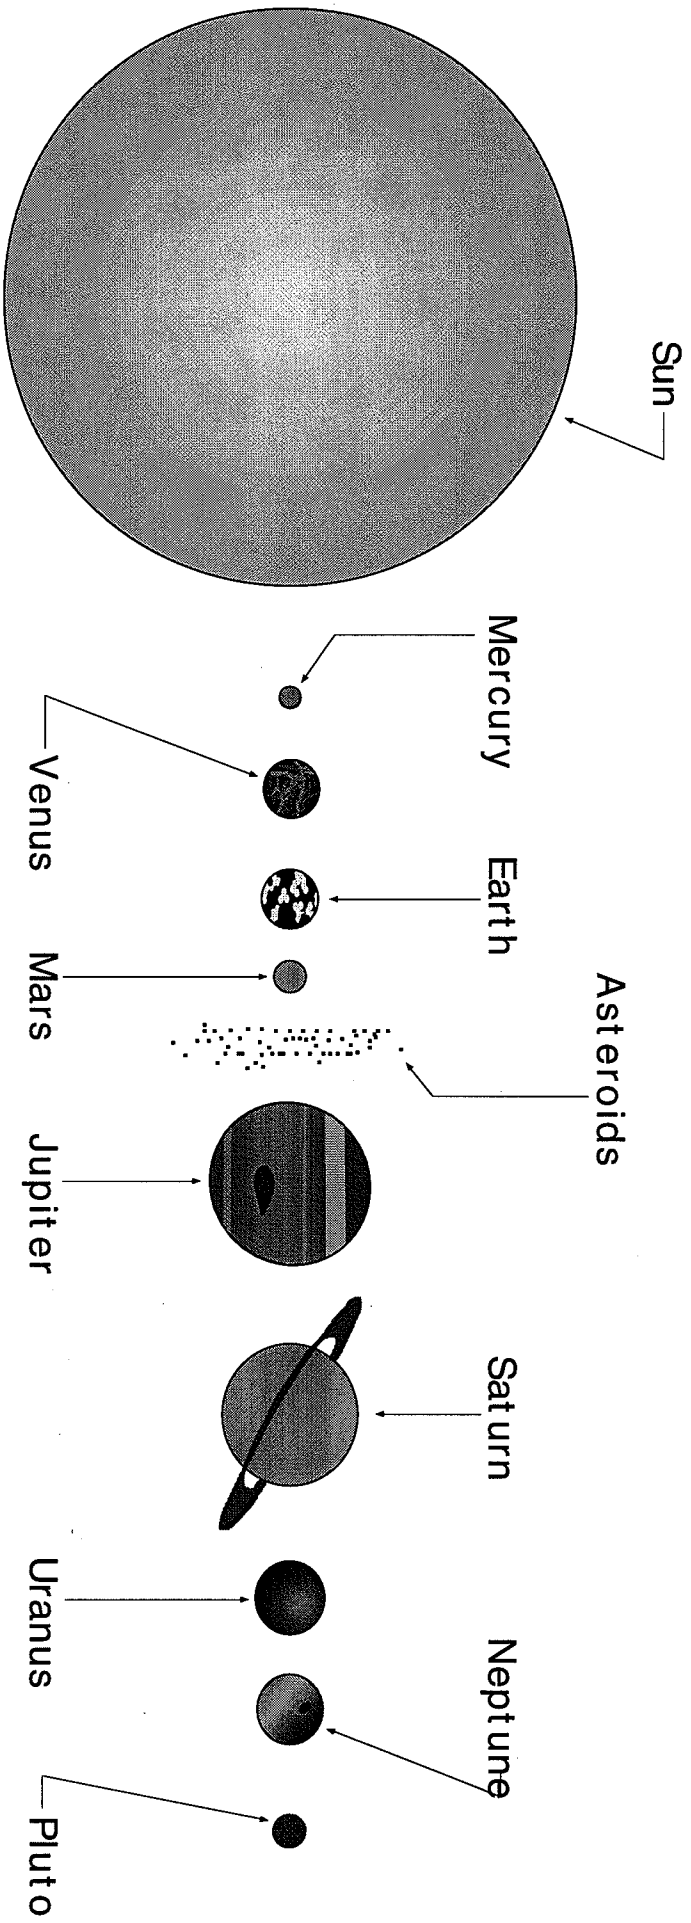 Sun
Mercury
Venus
Earth
Mars
Asteroids
Jupiter
Saturn
Uranus
Neptune
Pluto